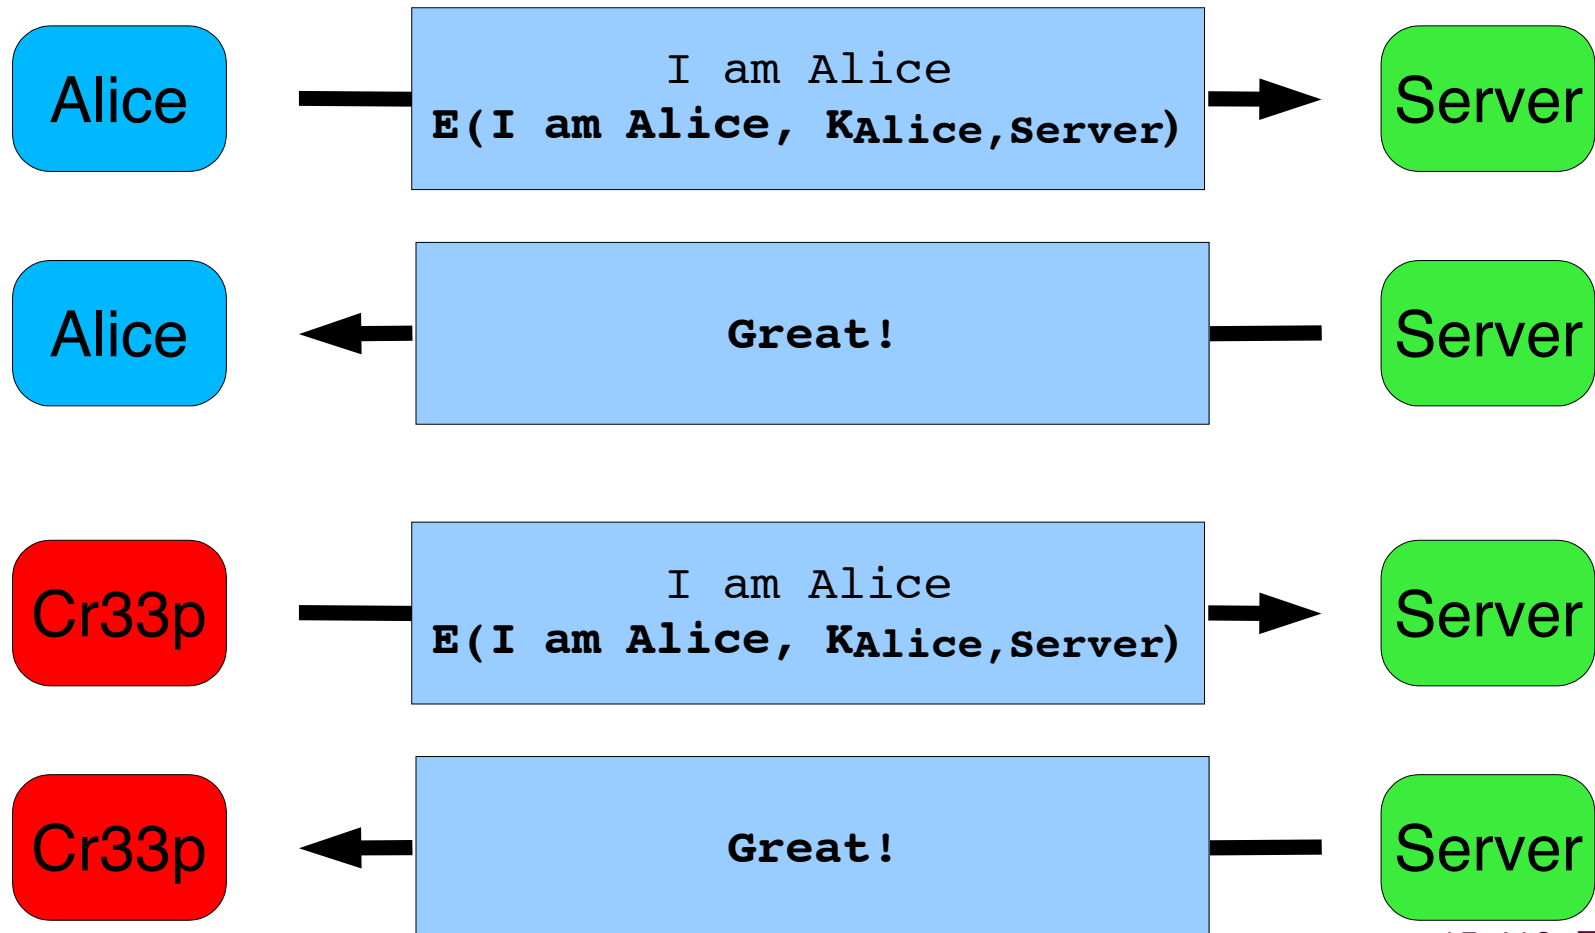 Alice
I am Alice
E(I am Alice, KAlice,Server)
Server
Alice
Great!
Server
Cr33p
I am Alice
E(I am Alice, KAlice,Server)
Server
Cr33p
Great!
Server